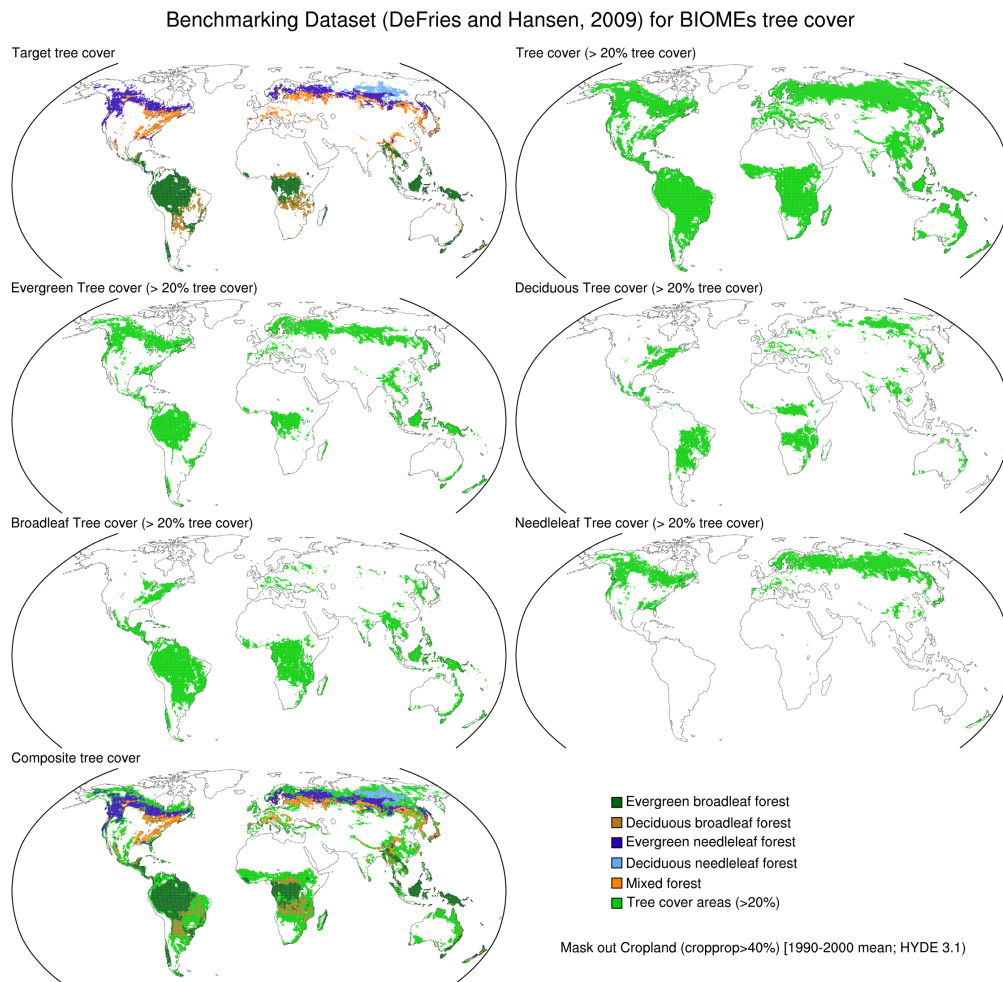 Benchmarking Dataset (DeFries and Hansen, 2009) for BIOMEs tree cover
Target tree cover
Tree cover (> 20% tree cover)
Evergreen Tree cover (> 20% tree cover)
Deciduous Tree cover (> 20% tree cover)
Broadleaf Tree cover (> 20% tree cover)
Needleleaf Tree cover (> 20% tree cover)
Composite tree cover
Evergreen broadleaf forest
Deciduous broadleaf forest
Evergreen needleleaf forest
Deciduous needleleaf forest
Mixed forest
Tree cover areas (>20%)
Mask out Cropland (cropprop>40%) [1990-2000 mean; HYDE 3.1)